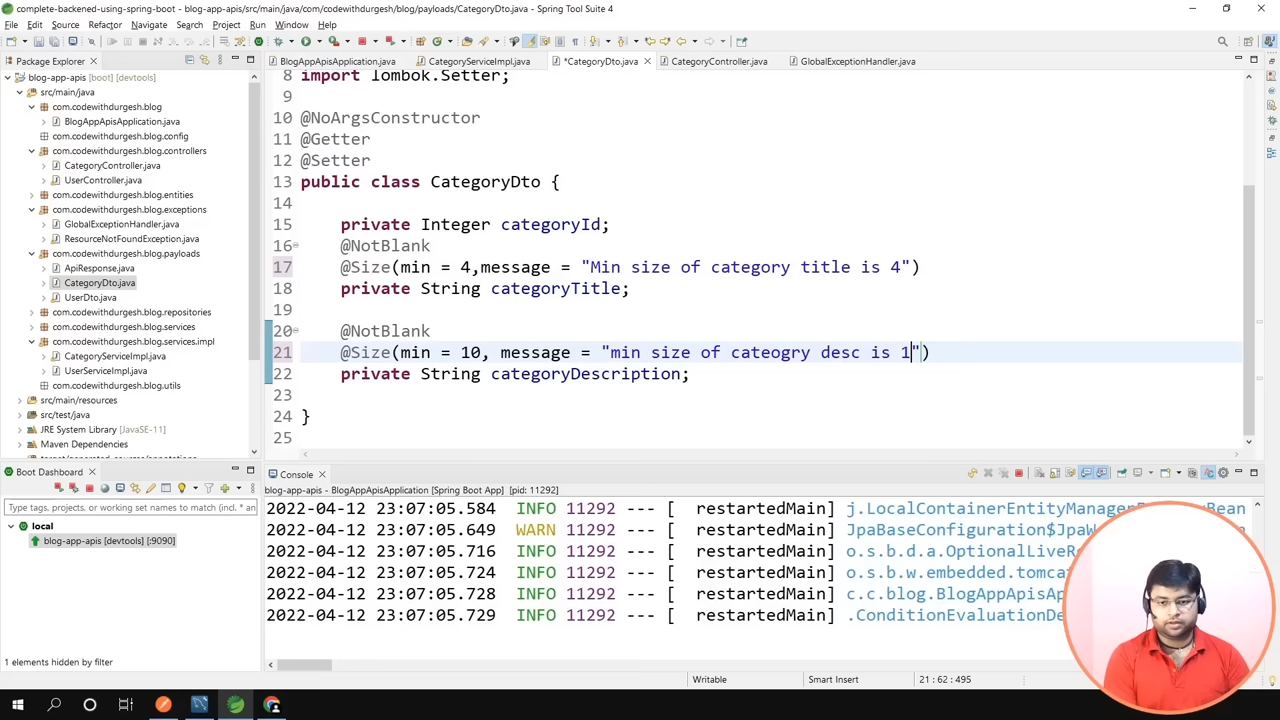 complete-backened-using-spring-boot - blog-app-apis/src/main/java/com/codewithdurgesh/blog/payloads/CategoryDto.java - Spring Tool Suite 4
File Edit Source Refactor Navigate Search Project Run Window Help
Package Explorer
blog-app-apis [boot] [devtools]
src/main/java
com.codewithdurgesh.blog
BlogAppApisApplication.java
com.codewithdurgesh.blog.config
com.codewithdurgesh.blog.controllers
CategoryController.java
UserController.java
com.codewithdurgesh.blog.entities
com.codewithdurgesh.blog.exceptions
GlobalExceptionHandler.java
ResourceNotFoundException.java
com.codewithdurgesh.blog.payloads
ApiResponse.java
CategoryDto.java
UserDto.java
com.codewithdurgesh.blog.repositories
com.codewithdurgesh.blog.services
com.codewithdurgesh.blog.services.impl
CategoryServiceImpl.java
UserServiceImpl.java
com.codewithdurgesh.blog.utils
src/main/resources
src/test/java
JRE System Library [JavaSE-11]
Maven Dependencies
BlogAppApisApplication.java CategoryServiceImpl.java *CategoryDto.java CategoryController.java GlobalExceptionHandler.java
8 import lombok.Setter;
9
10 @NoArgsConstructor
11 @Getter
12 @Setter
13 public class CategoryDto {
14
15 private Integer categoryId;
16 @NotBlank
17 @Size(min = 4,message = "Min size of category title is 4")
18 private String categoryTitle;
19
20 @NotBlank
21 @Size(min = 10, message = "min size of cateogry desc is 1")
22 private String categoryDescription;
23
24 }
25
Boot Dashboard
Type tags, projects, or working set names to match (incl. * an
local
blog-app-apis [devtools] [:9090]
1 elements hidden by filter
Console
blog-app-apis - BlogAppApisApplication [Spring Boot App] [pid: 11292]
2022-04-12 23:07:05.584 INFO 11292 --- [ restartedMain] j.LocalContainerEntityManager
2022-04-12 23:07:05.649 WARN 11292 --- [ restartedMain] JpaBaseConfiguration$JpaW
2022-04-12 23:07:05.716 INFO 11292 --- [ restartedMain] o.s.b.d.a.OptionalLiveRe
2022-04-12 23:07:05.724 INFO 11292 --- [ restartedMain] o.s.b.w.embedded.tomca
2022-04-12 23:07:05.728 INFO 11292 --- [ restartedMain] c.c.blog.BlogAppApisAp
2022-04-12 23:07:05.729 INFO 11292 --- [ restartedMain] .ConditionEvaluationDe
Writable Smart Insert 21 : 62 : 495